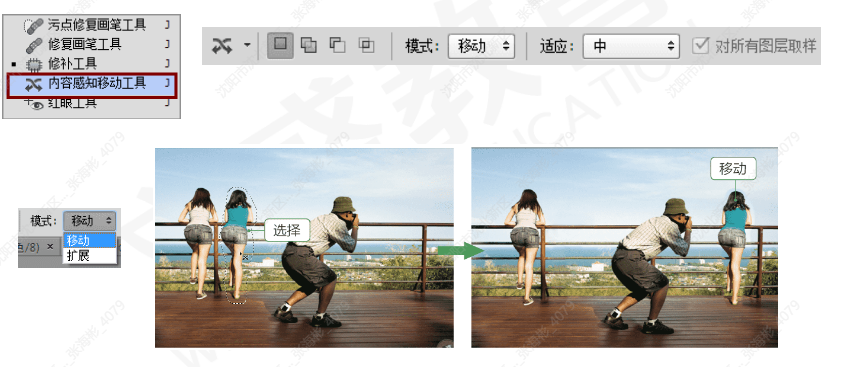 污点修复画笔工具 J
修复画笔工具 J
修补工具 J
内容感知移动工具 J
红眼工具 J
模式: 移动 适应: 中 对所有图层取样
移动
选择
模式: 移动
色/8) ×
移动
扩展